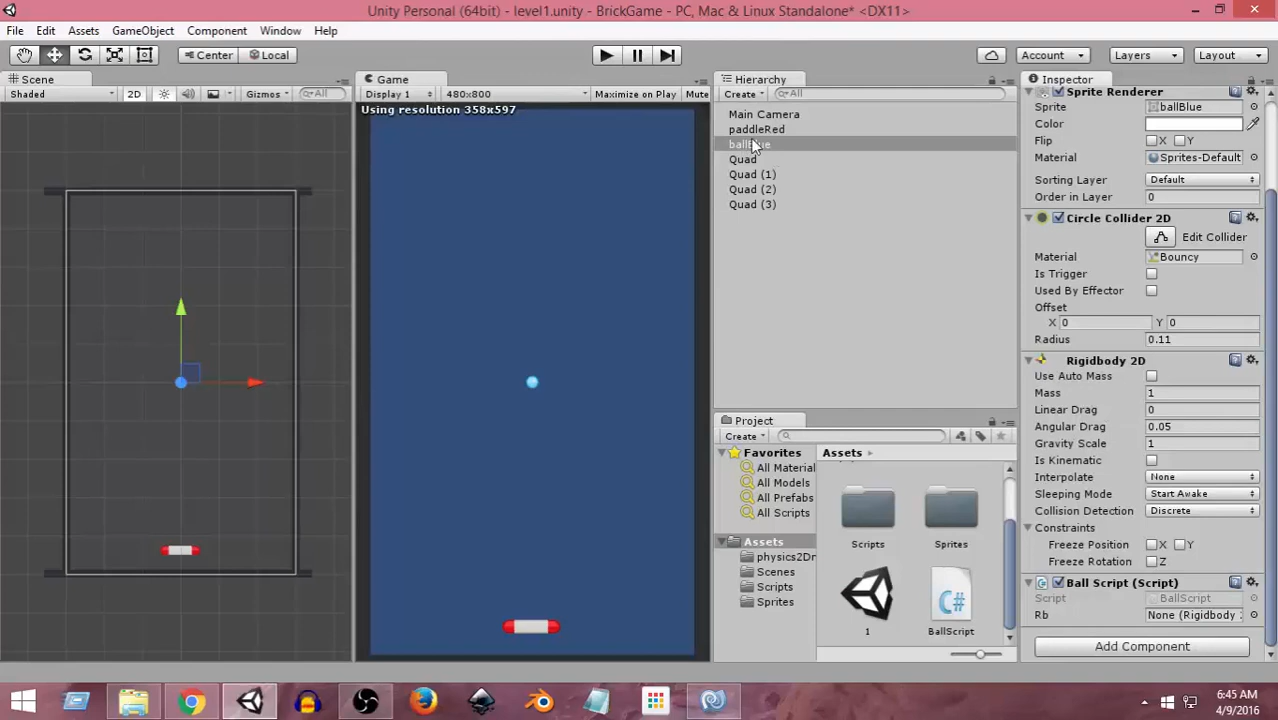 Unity Personal (64bit) - level1.unity - BrickGame - PC, Mac & Linux Standalone* <DX11>
File Edit Assets GameObject Component Window Help
Center Local Account Layers Layout
Scene
Shaded 2D Gizmos All
Game
Display 1 480x800 Maximize on Play Mute
Using resolution 358x597
Hierarchy
Create All
Main Camera
paddleRed
ballBlue
Quad
Quad (1)
Quad (2)
Quad (3)
Project
Create
Favorites
All Material
All Models
All Prefabs
All Scripts
Assets
physics2Dr
Scenes
Scripts
Sprites
Assets
Scripts Sprites
1 BallScript
Inspector
Sprite Renderer
Sprite ballBlue
Color
Flip X Y
Material Sprites-Default
Sorting Layer Default
Order in Layer 0
Circle Collider 2D
Edit Collider
Material Bouncy
Is Trigger
Used By Effector
Offset
X 0 Y 0
Radius 0.11
Rigidbody 2D
Use Auto Mass
Mass 1
Linear Drag 0
Angular Drag 0.05
Gravity Scale 1
Is Kinematic
Interpolate None
Sleeping Mode Start Awake
Collision Detection Discrete
Constraints
Freeze Position X Y
Freeze Rotation Z
Ball Script (Script)
Script BallScript
Rb None (Rigidbody
Add Component
6:45 AM
4/9/2016